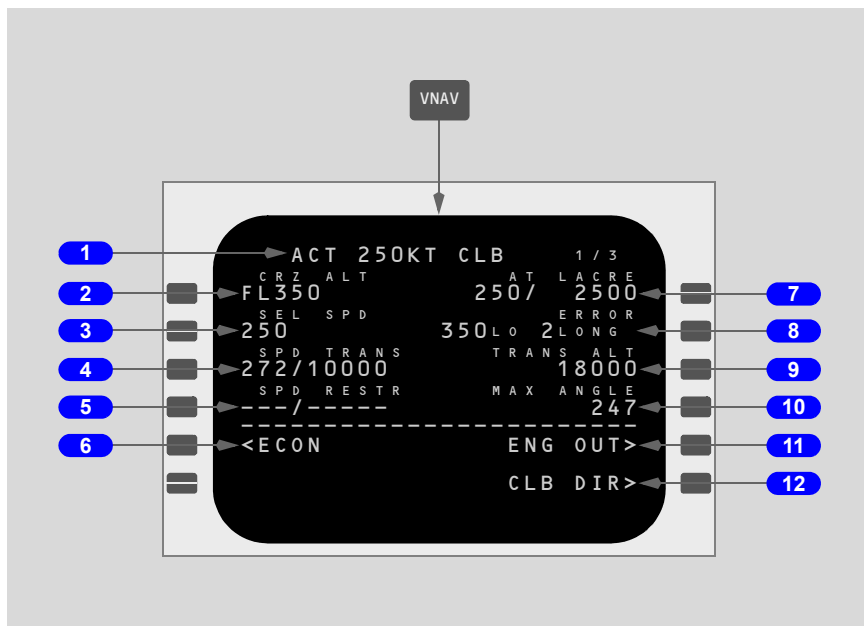 VNAV
1 ACT 250KT CLB 1/3
CRZ ALT AT LACRE
2 FL350 250/ 2500 7
SEL SPD ERROR
3 250 350LO 2LONG 8
SPD TRANS TRANS ALT
4 272/10000 18000 9
SPD RESTR MAX ANGLE
5 ---/----- 247 10
------------------------
6 <ECON ENG OUT> 11
CLB DIR> 12